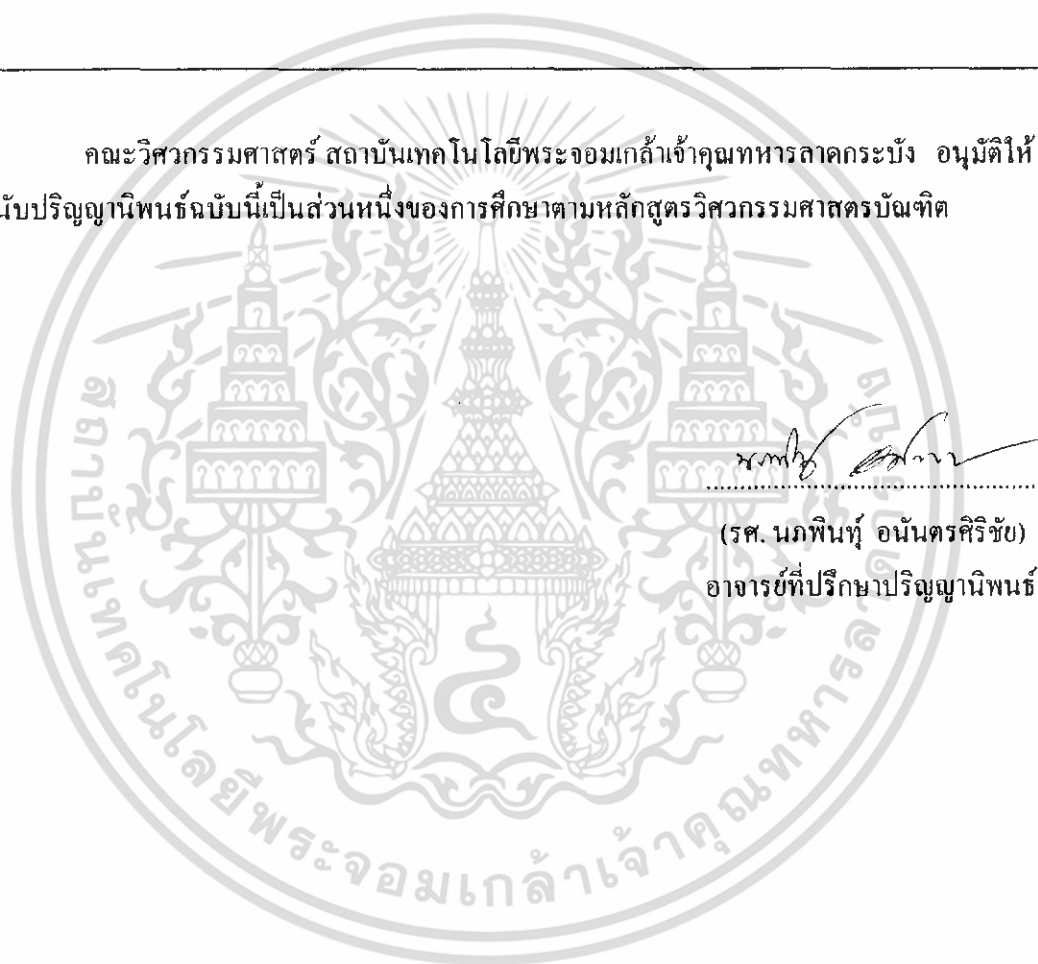 คณะวิศวกรรมศาสตร์ สถาบันเทคโนโลยีพระจอมเกล้าเจ้าคุณทหารลาดกระบัง อนุมัติให้
นับปริญญานิพนธ์ฉบับนี้เป็นส่วนหนึ่งของการศึกษาตามหลักสูตรวิศวกรรมศาสตรบัณฑิต
(รศ. นภพินทุ์ อนันตรศิริชัย)
อาจารย์ที่ปรึกษาปริญญานิพนธ์
สถาบันเทคโนโลยีพระจอมเกล้าเจ้าคุณทหารลาดกระบัง